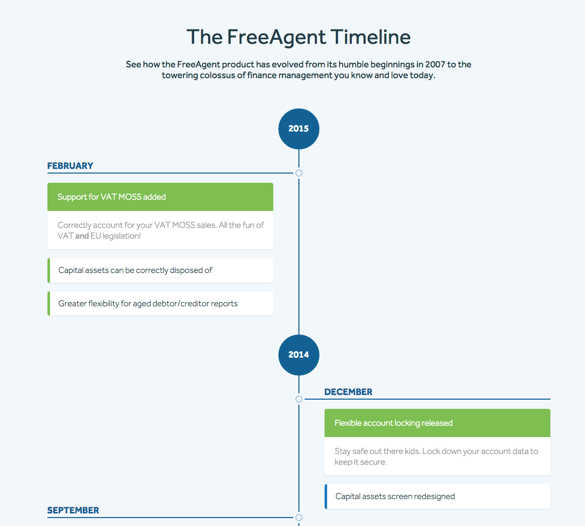 The FreeAgent Timeline
See how the FreeAgent product has evolved from its humble beginnings in 2007 to the
towering colossus of finance management you know and love today.
2015
FEBRUARY
Support for VAT MOSS added
Correctly account for your VAT MOSS sales. All the fun of
VAT and EU legislation!
Capital assets can be correctly disposed of
Greater flexibility for aged debtor/creditor reports
2014
DECEMBER
Flexible account locking released
Stay safe out there kids. Lock down your account data to
keep it secure.
Capital assets screen redesigned
SEPTEMBER